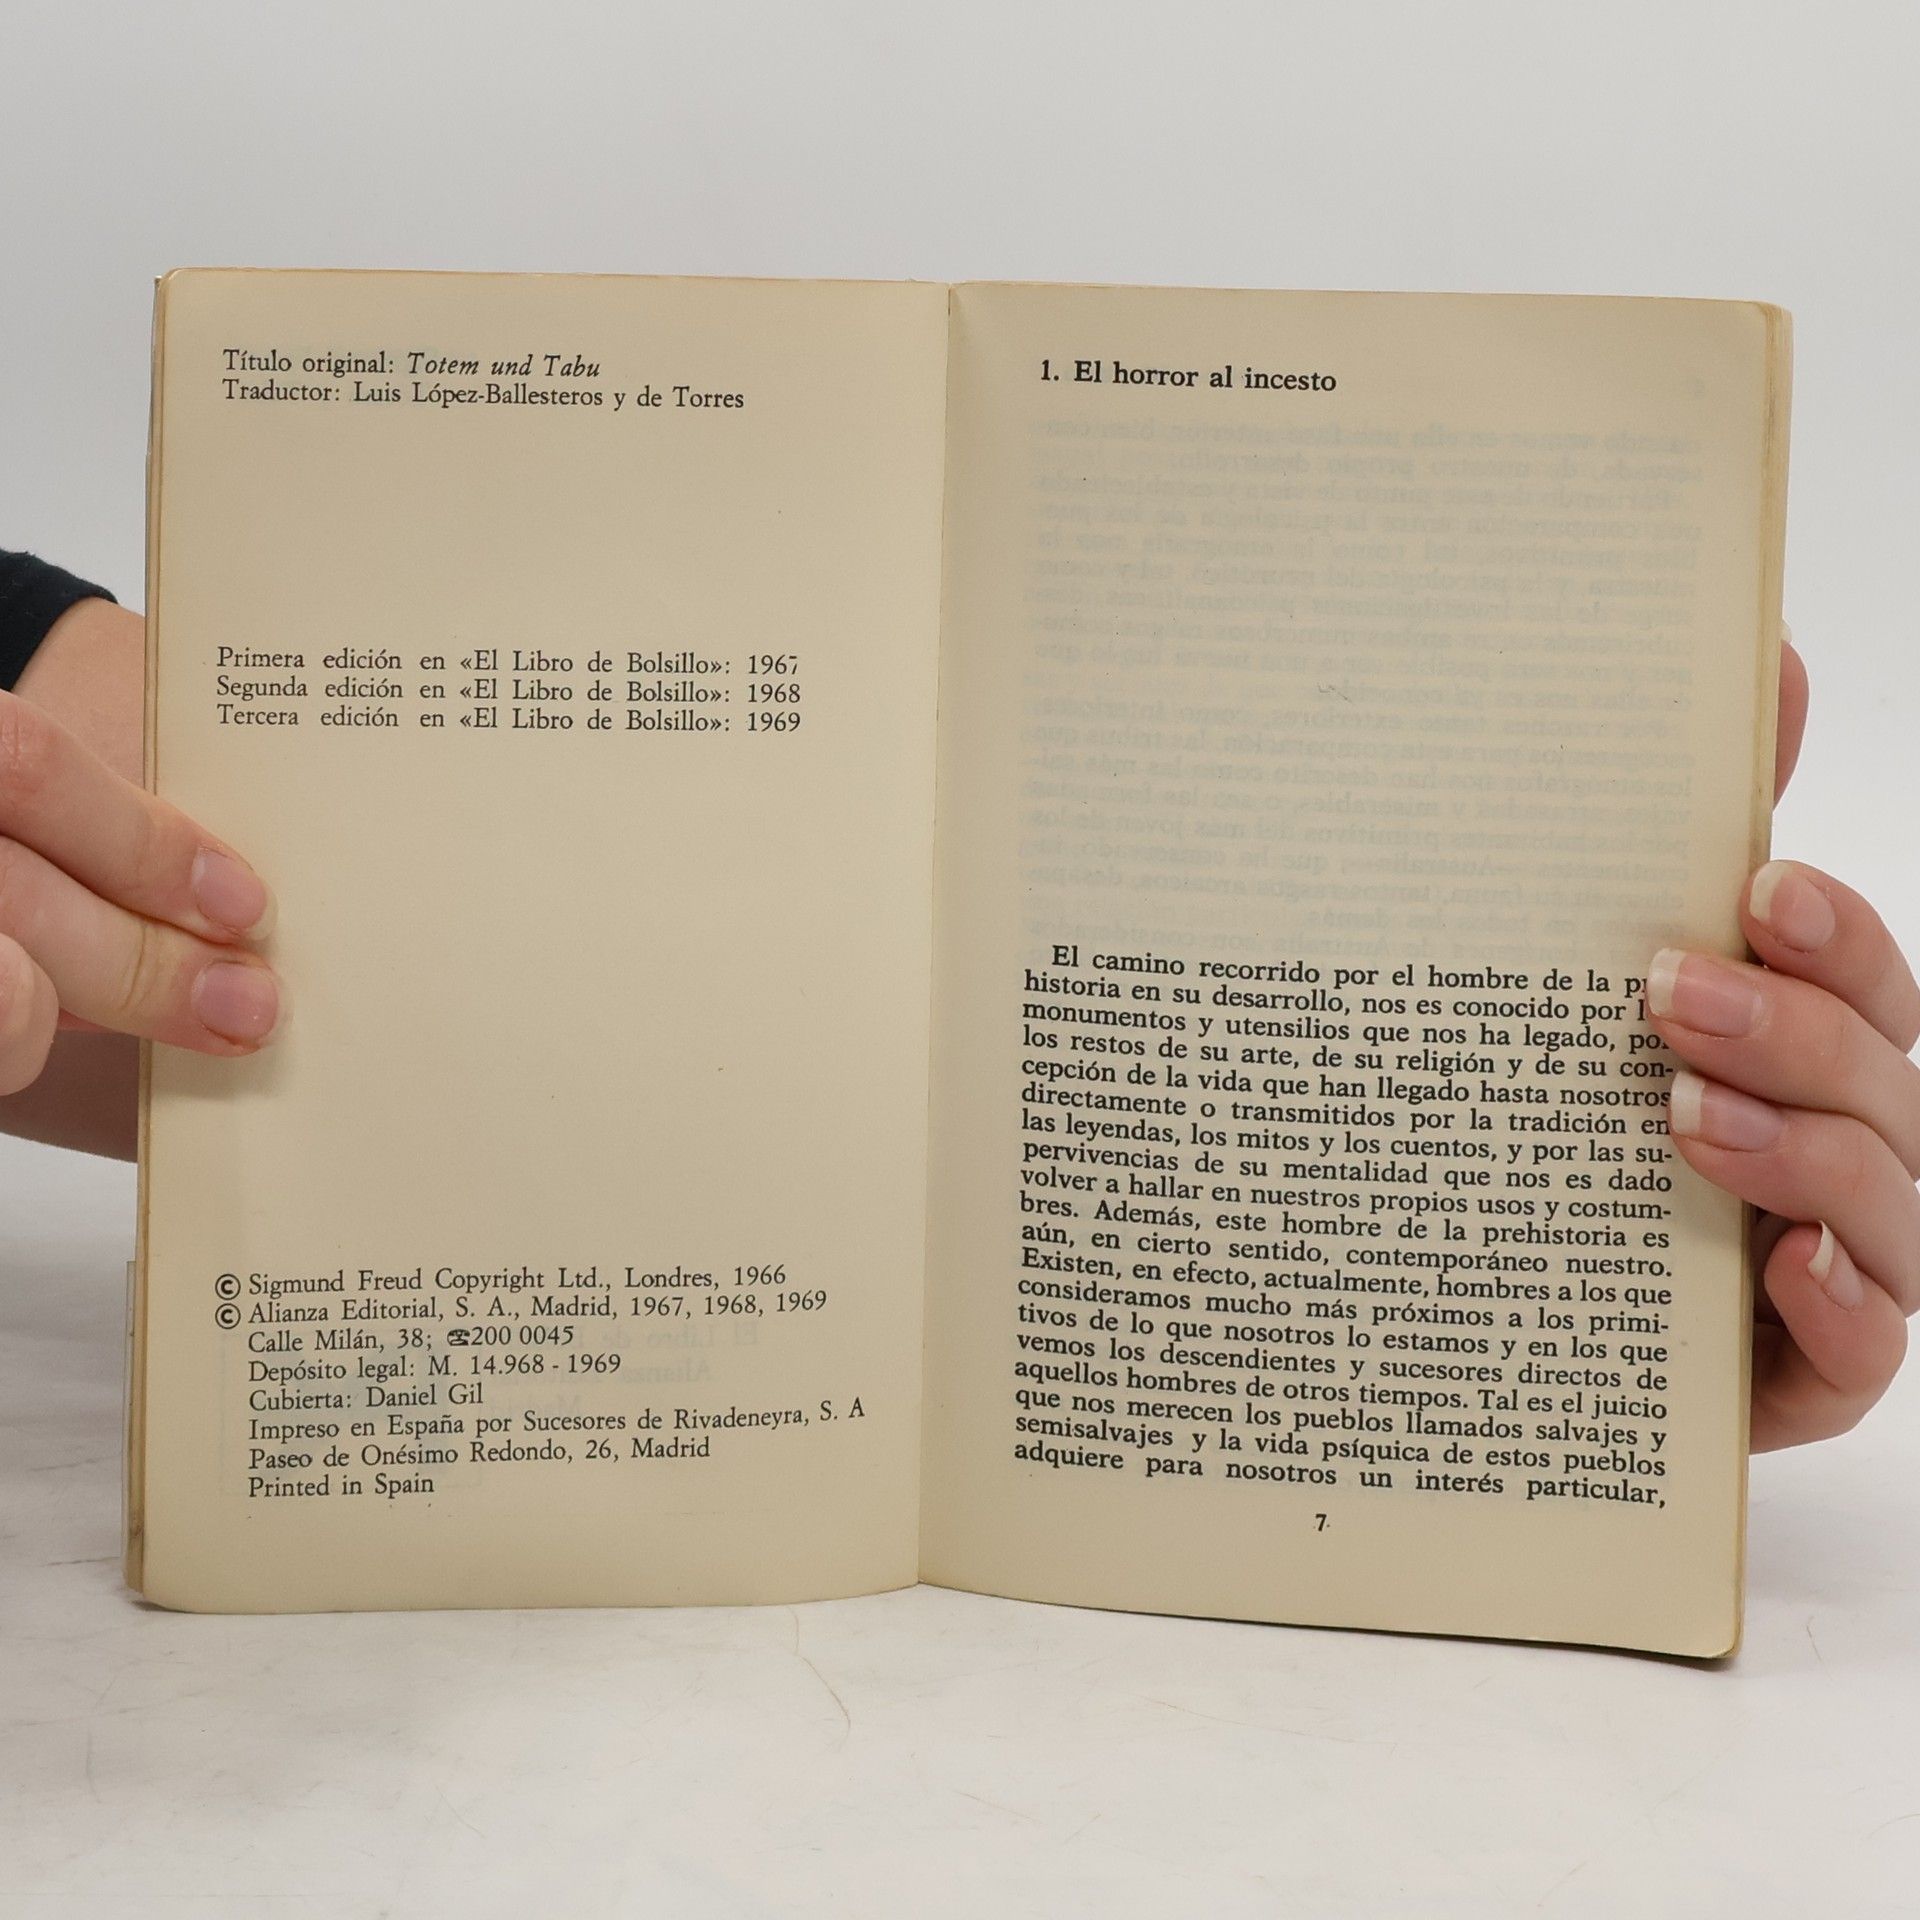 Título original: Totem und Tabu
Traductor: Luis López-Ballesteros y de Torres
Primera edición en «El Libro de Bolsillo»: 1967
Segunda edición en «El Libro de Bolsillo»: 1968
Tercera edición en «El Libro de Bolsillo»: 1969
© Sigmund Freud Copyright Ltd., Londres, 1966
© Alianza Editorial, S. A., Madrid, 1967, 1968, 1969
Calle Milán, 38; ☎200 0045
Depósito legal: M. 14.968 - 1969
Cubierta: Daniel Gil
Impreso en España por Sucesores de Rivadeneyra, S. A
Paseo de Onésimo Redondo, 26, Madrid
Printed in Spain
1. El horror al incesto
El camino recorrido por el hombre de la
historia en su desarrollo, nos es conocido por
monumentos y utensilios que nos ha legado, por
los restos de su arte, de su religión y de su con-
cepción de la vida que han llegado hasta nosotros
directamente o transmitidos por la tradición en
las leyendas, los mitos y los cuentos, y por las su-
pervivencias de su mentalidad que nos es dado
volver a hallar en nuestros propios usos y costum-
bres. Además, este hombre de la prehistoria es
aún, en cierto sentido, contemporáneo nuestro.
Existen, en efecto, actualmente, hombres a los que
consideramos mucho más próximos a los primi-
tivos de lo que nosotros lo estamos y en los que
vemos los descendientes y sucesores directos de
aquellos hombres de otros tiempos. Tal es el juicio
que nos merecen los pueblos llamados salvajes y
semisalvajes y la vida psíquica de estos pueblos
adquiere para nosotros un interés particular,
7